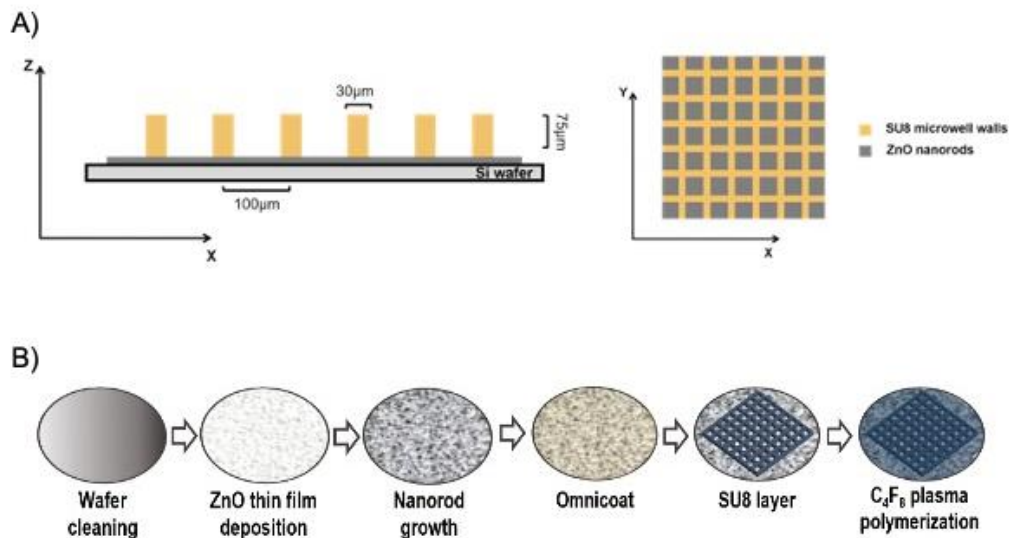 A)
Z
30µm
75µm
Si wafer
100µm
X
Y
X
SU8 microwell walls
ZnO nanorods
B)
Wafer
cleaning
ZnO thin film
deposition
Nanorod
growth
Omnicoat
SU8 layer
C₄F₈ plasma
polymerization